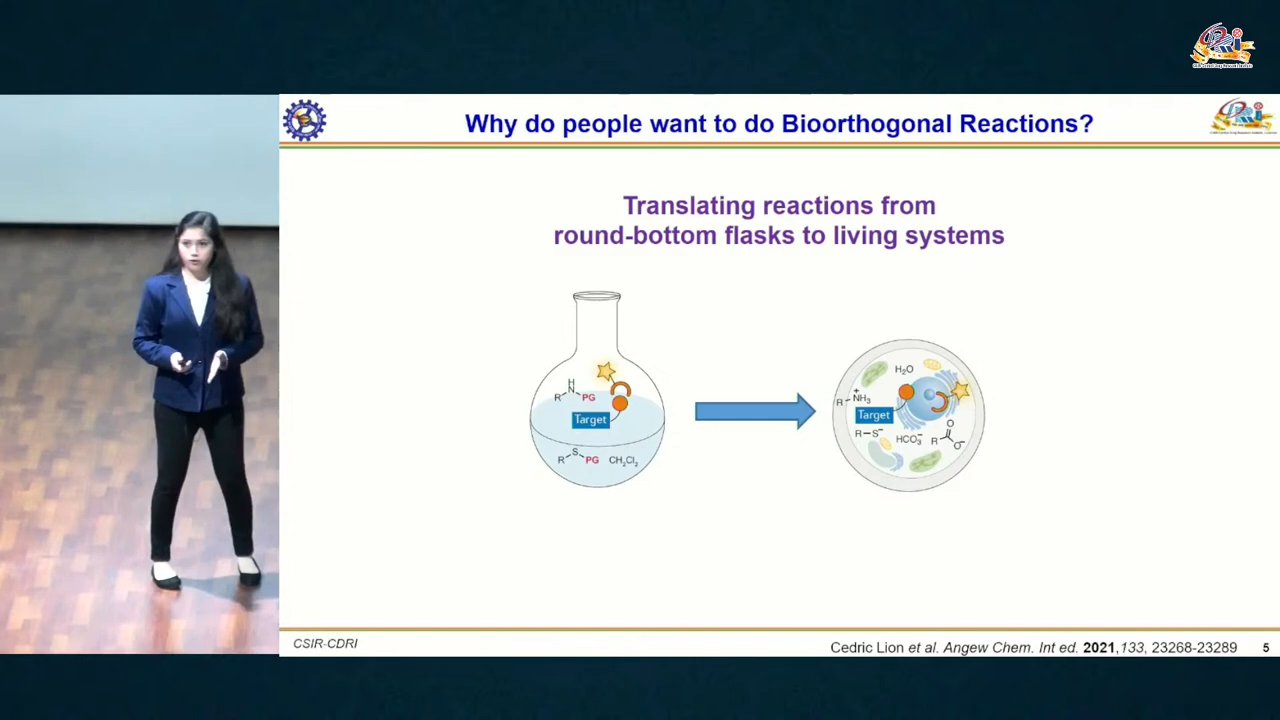 Why do people want to do Bioorthogonal Reactions?
Translating reactions from
round-bottom flasks to living systems
H
N
R
PG
Target
R
S
PG
CH₂Cl₂
H₂O
+
R
NH₃
Target
R–S⁻
HCO₃⁻
R
O
O⁻
CSIR-CDRI
Cedric Lion et al. Angew Chem. Int ed. 2021,133, 23268-23289
5